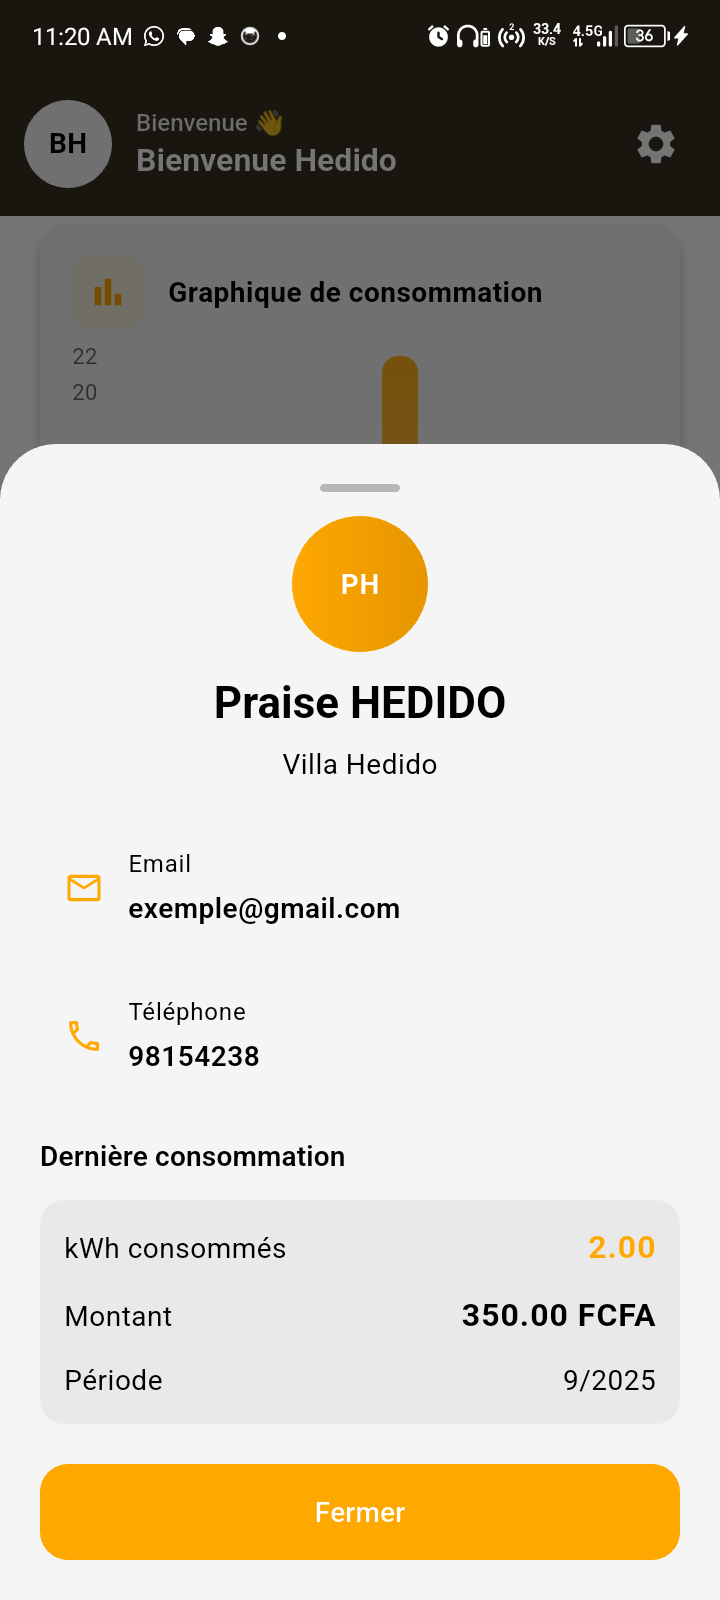 11:20 AM
2
33.4
K/S
4.5G
36
BH
Bienvenue 👋
Bienvenue Hedido
Graphique de consommation
22
20
PH
Praise HEDIDO
Villa Hedido
Email
exemple@gmail.com
Téléphone
98154238
Dernière consommation
kWh consommés 2.00
Montant 350.00 FCFA
Période 9/2025
Fermer